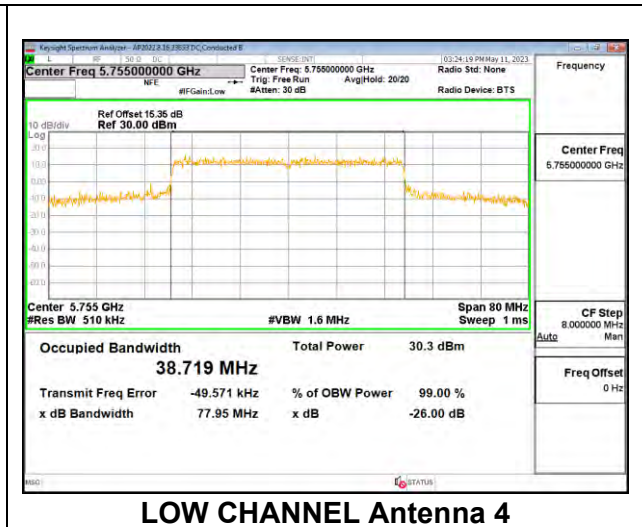 Keysight Spectrum Analyzer - AP2022.8.16,19503 DC,Conducted B
L RF 50 Ω DC SENSE:INT 03:24:19 PM May 11, 2023
Center Freq 5.755000000 GHz
Center Freq: 5.755000000 GHz
Radio Std: None
Frequency
NFE
Trig: Free Run Avg|Hold: 20/20
#IFGain:Low
#Atten: 30 dB
Radio Device: BTS
Ref Offset 15.35 dB
10 dB/div Ref 30.00 dBm
Log
Center Freq
5.755000000 GHz
Center 5.755 GHz
Span 80 MHz
#Res BW 510 kHz
#VBW 1.6 MHz
Sweep 1 ms
CF Step
8.000000 MHz
Auto Man
Occupied Bandwidth
Total Power 30.3 dBm
38.719 MHz
Freq Offset
0 Hz
Transmit Freq Error -49.571 kHz % of OBW Power 99.00 %
x dB Bandwidth 77.95 MHz x dB -26.00 dB
MSG
STATUS
LOW CHANNEL Antenna 4